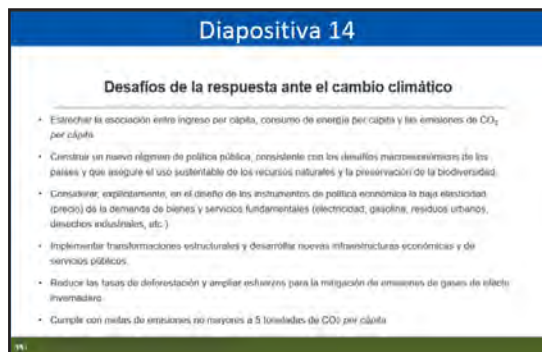 Diapositiva 14
Desafíos de la respuesta ante el cambio climático
• Estrechar la asociación entre ingreso per cápita, consumo de energía per cápita y las emisiones de CO₂
per cápita
• Construir un nuevo régimen de política pública, consistente con los desafíos macroeconómicos de los
países y que asegure el uso sustentable de los recursos naturales y la preservación de la biodiversidad.
• Considerar, explícitamente, en el diseño de los instrumentos de política económica la baja elasticidad
(precio) de la demanda de bienes y servicios fundamentales (electricidad, gasolina, residuos urbanos,
desechos industriales, etc.)
• Implementar transformaciones estructurales y desarrollar nuevas infraestructuras económicas y de
servicios públicos.
• Reducir las tasas de deforestación y ampliar esfuerzos para la mitigación de emisiones de gases de efecto
invernadero
• Cumplir con metas de emisiones no mayores a 5 toneladas de CO₂ per cápita